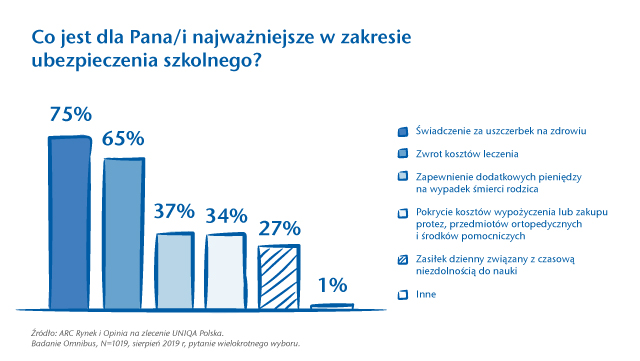 Co jest dla Pana/i najważniejsze w zakresie
ubezpieczenia szkolnego?
75%
65%
37%
34%
27%
1%
Świadczenie za uszczerbek na zdrowiu
Zwrot kosztów leczenia
Zapewnienie dodatkowych pieniędzy
na wypadek śmierci rodzica
Pokrycie kosztów wypożyczenia lub zakupu
protez, przedmiotów ortopedycznych
i środków pomocniczych
Zasiłek dzienny związany z czasową
niezdolnością do nauki
Inne
Źródło: ARC Rynek i Opinia na zlecenie UNIQA Polska.
Badanie Omnibus, N=1019, sierpień 2019 r, pytanie wielokrotnego wyboru.